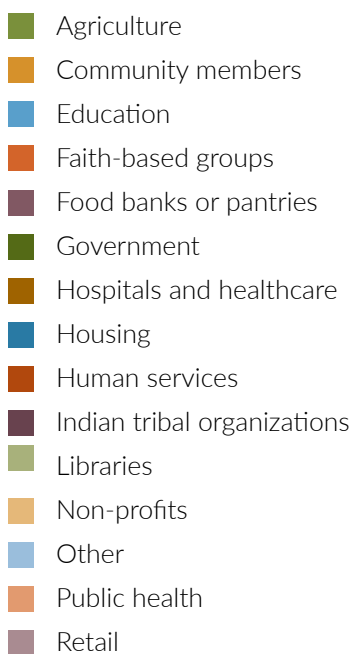 Agriculture
Community members
Education
Faith-based groups
Food banks or pantries
Government
Hospitals and healthcare
Housing
Human services
Indian tribal organizations
Libraries
Non-profits
Other
Public health
Retail